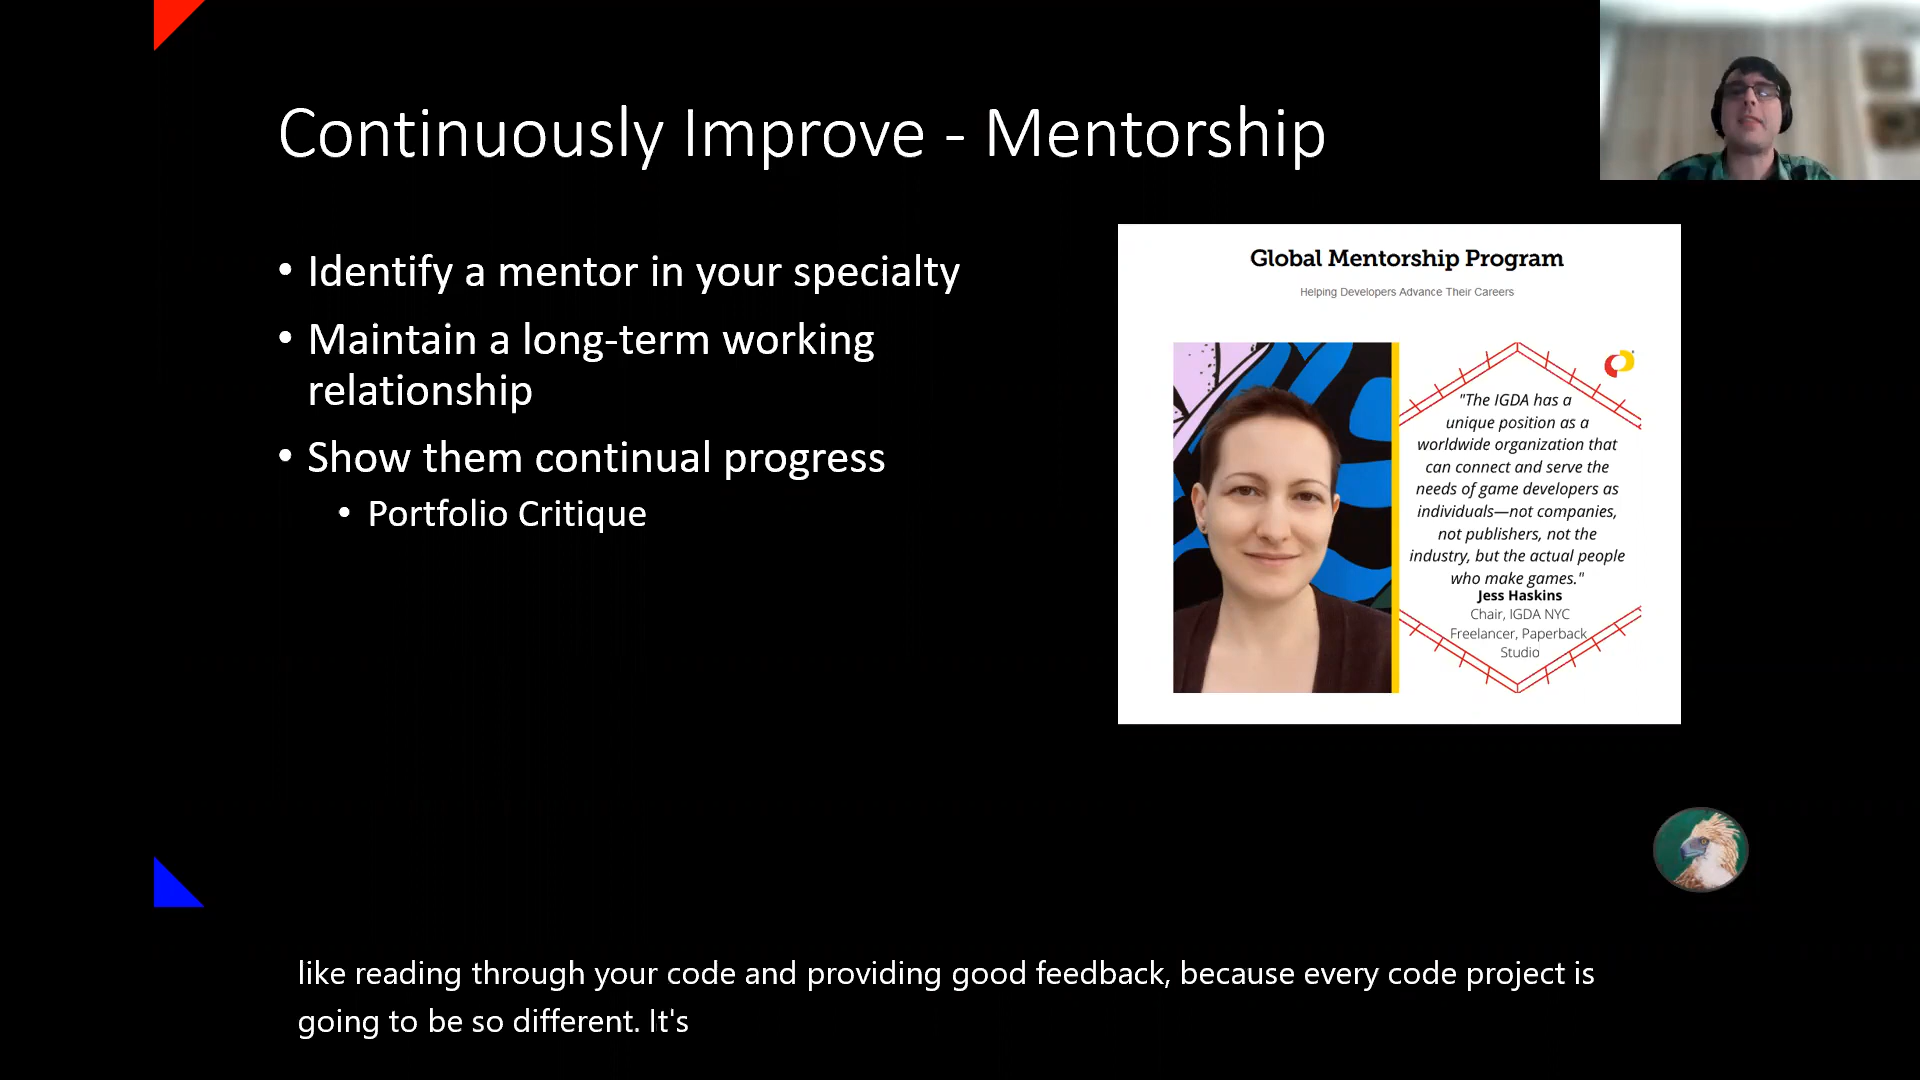 Continuously Improve - Mentorship
• Identify a mentor in your specialty
• Maintain a long-term working
relationship
• Show them continual progress
• Portfolio Critique
Global Mentorship Program
Helping Developers Advance Their Careers
"The IGDA has a
unique position as a
worldwide organization that
can connect and serve the
needs of game developers as
individuals—not companies,
not publishers, not the
industry, but the actual people
who make games."
Jess Haskins
Chair, IGDA NYC
Freelancer, Paperback
Studio
like reading through your code and providing good feedback, because every code project is
going to be so different. It's